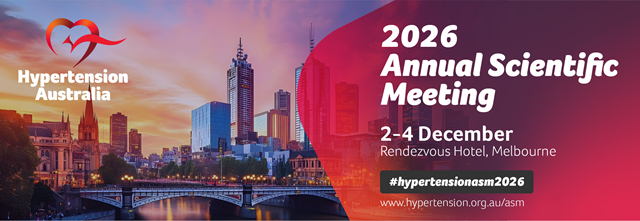 Hypertension
Australia
2026
Annual Scientific
Meeting
2-4 December
Rendezvous Hotel, Melbourne
#hypertensionasm2026
www.hypertension.org.au/asm